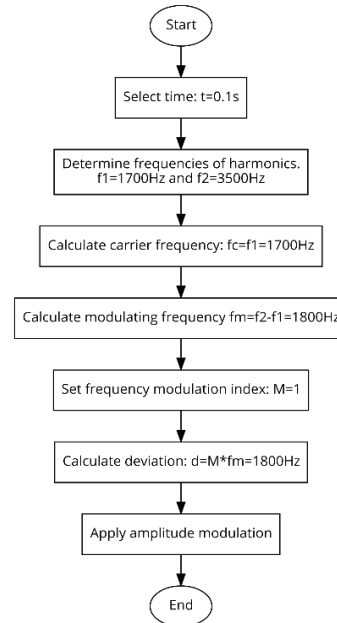 Start
Select time: t=0.1s
Determine frequencies of harmonics.
f1=1700Hz and f2=3500Hz
Calculate carrier frequency: fc=f1=1700Hz
Calculate modulating frequency fm=f2-f1=1800Hz
Set frequency modulation index: M=1
Calculate deviation: d=M*fm=1800Hz
Apply amplitude modulation
End